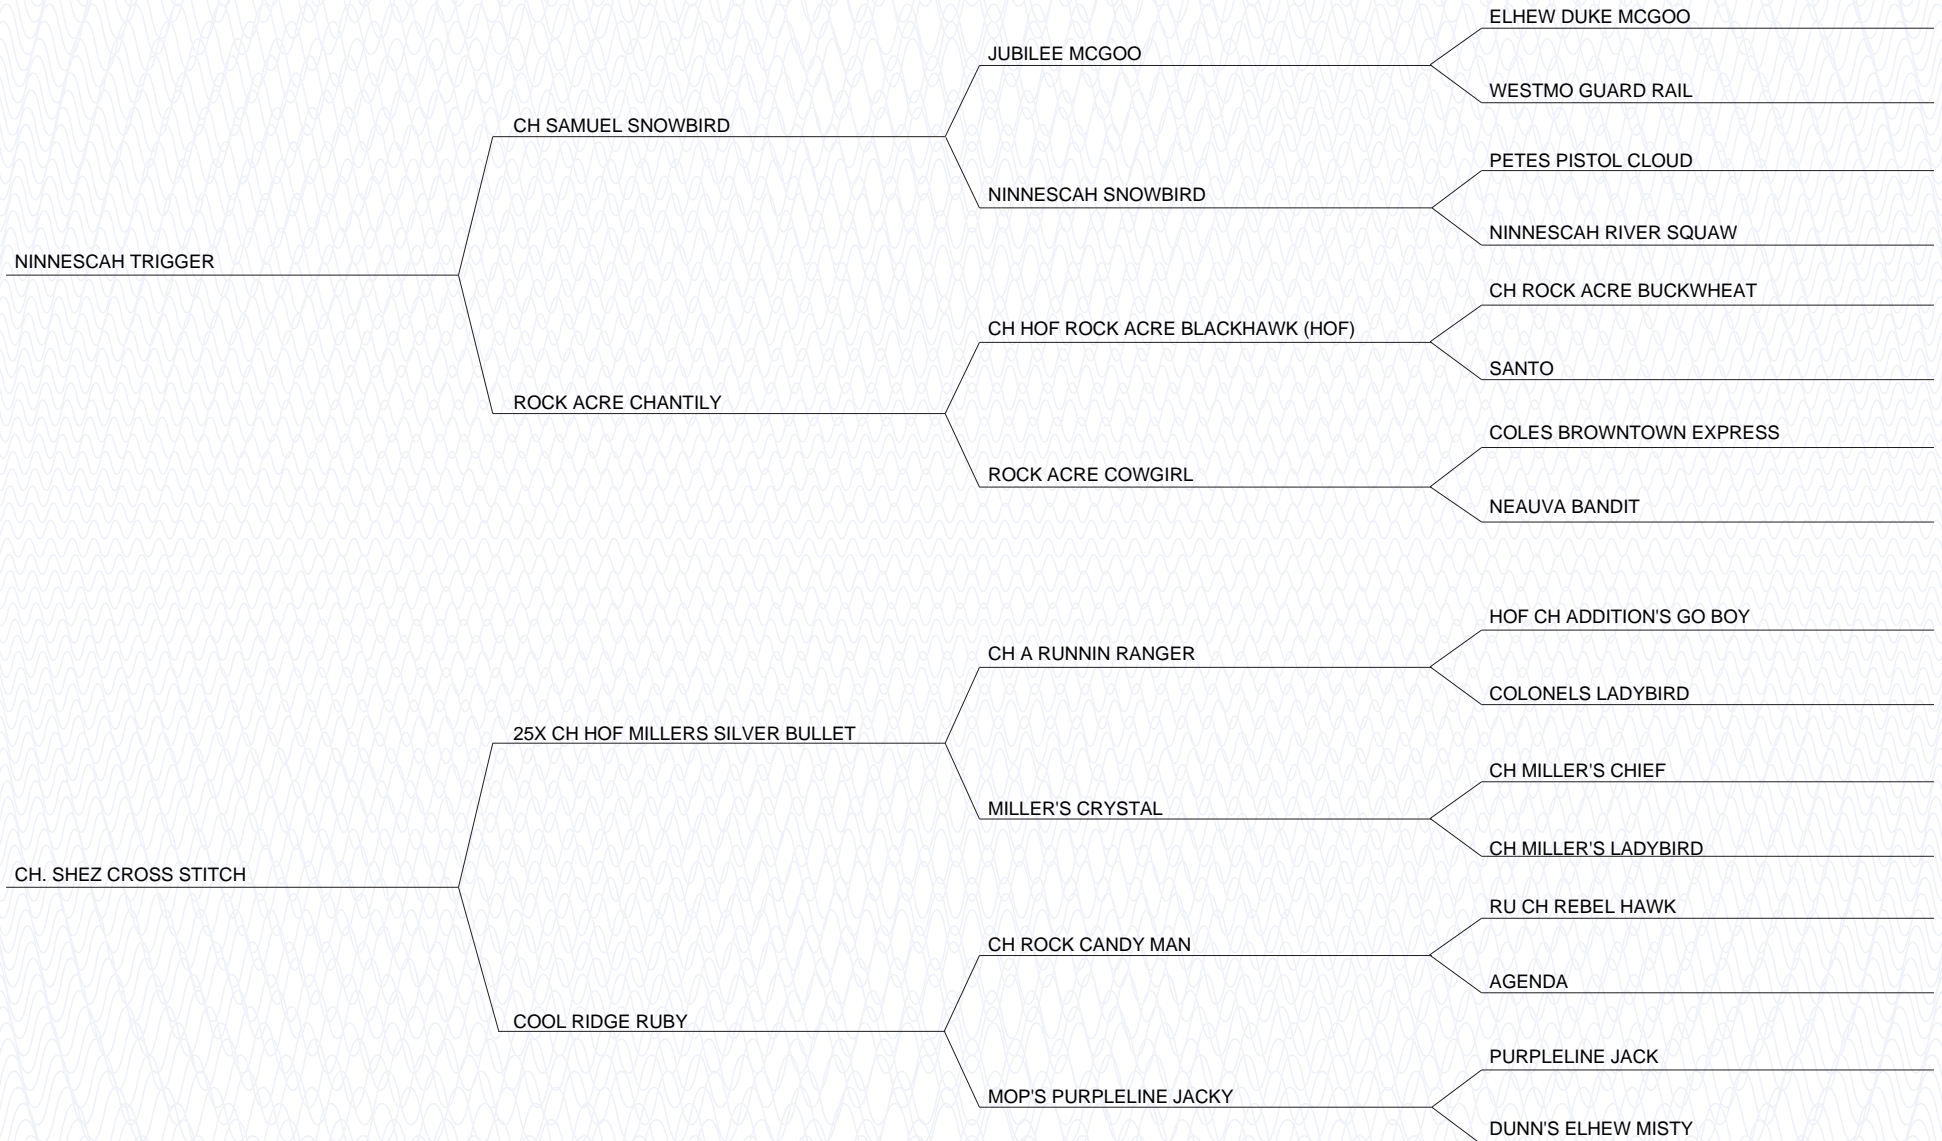 ELHEW DUKE MCGOO
JUBILEE MCGOO
WESTMO GUARD RAIL
CH SAMUEL SNOWBIRD
PETES PISTOL CLOUD
NINNESCAH SNOWBIRD
NINNESCAH RIVER SQUAW
NINNESCAH TRIGGER
CH ROCK ACRE BUCKWHEAT
CH HOF ROCK ACRE BLACKHAWK (HOF)
SANTO
ROCK ACRE CHANTILY
COLES BROWNTOWN EXPRESS
ROCK ACRE COWGIRL
NEAUVA BANDIT
HOF CH ADDITION'S GO BOY
CH A RUNNIN RANGER
COLONELS LADYBIRD
25X CH HOF MILLERS SILVER BULLET
CH MILLER'S CHIEF
MILLER'S CRYSTAL
CH MILLER'S LADYBIRD
CH. SHEZ CROSS STITCH
RU CH REBEL HAWK
CH ROCK CANDY MAN
AGENDA
COOL RIDGE RUBY
PURPLELINE JACK
MOP'S PURPLELINE JACKY
DUNN'S ELHEW MISTY